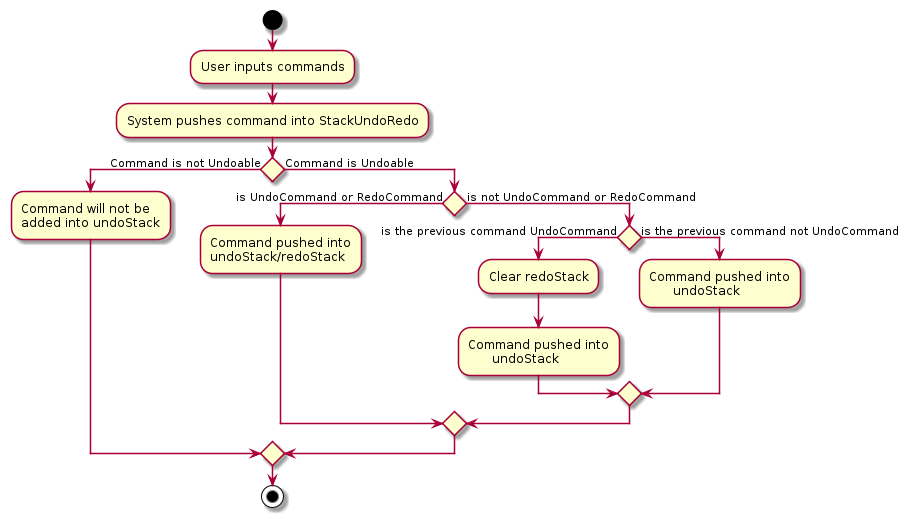 User inputs commands
System pushes command into StackUndoRedo
Command is not Undoable
Command is Undoable
Command will not be
added into undoStack
is UndoCommand or RedoCommand
is not UndoCommand or RedoCommand
Command pushed into
undoStack/redoStack
is the previous command UndoCommand
is the previous command not UndoCommand
Clear redoStack
Command pushed into
undoStack
Command pushed into
undoStack